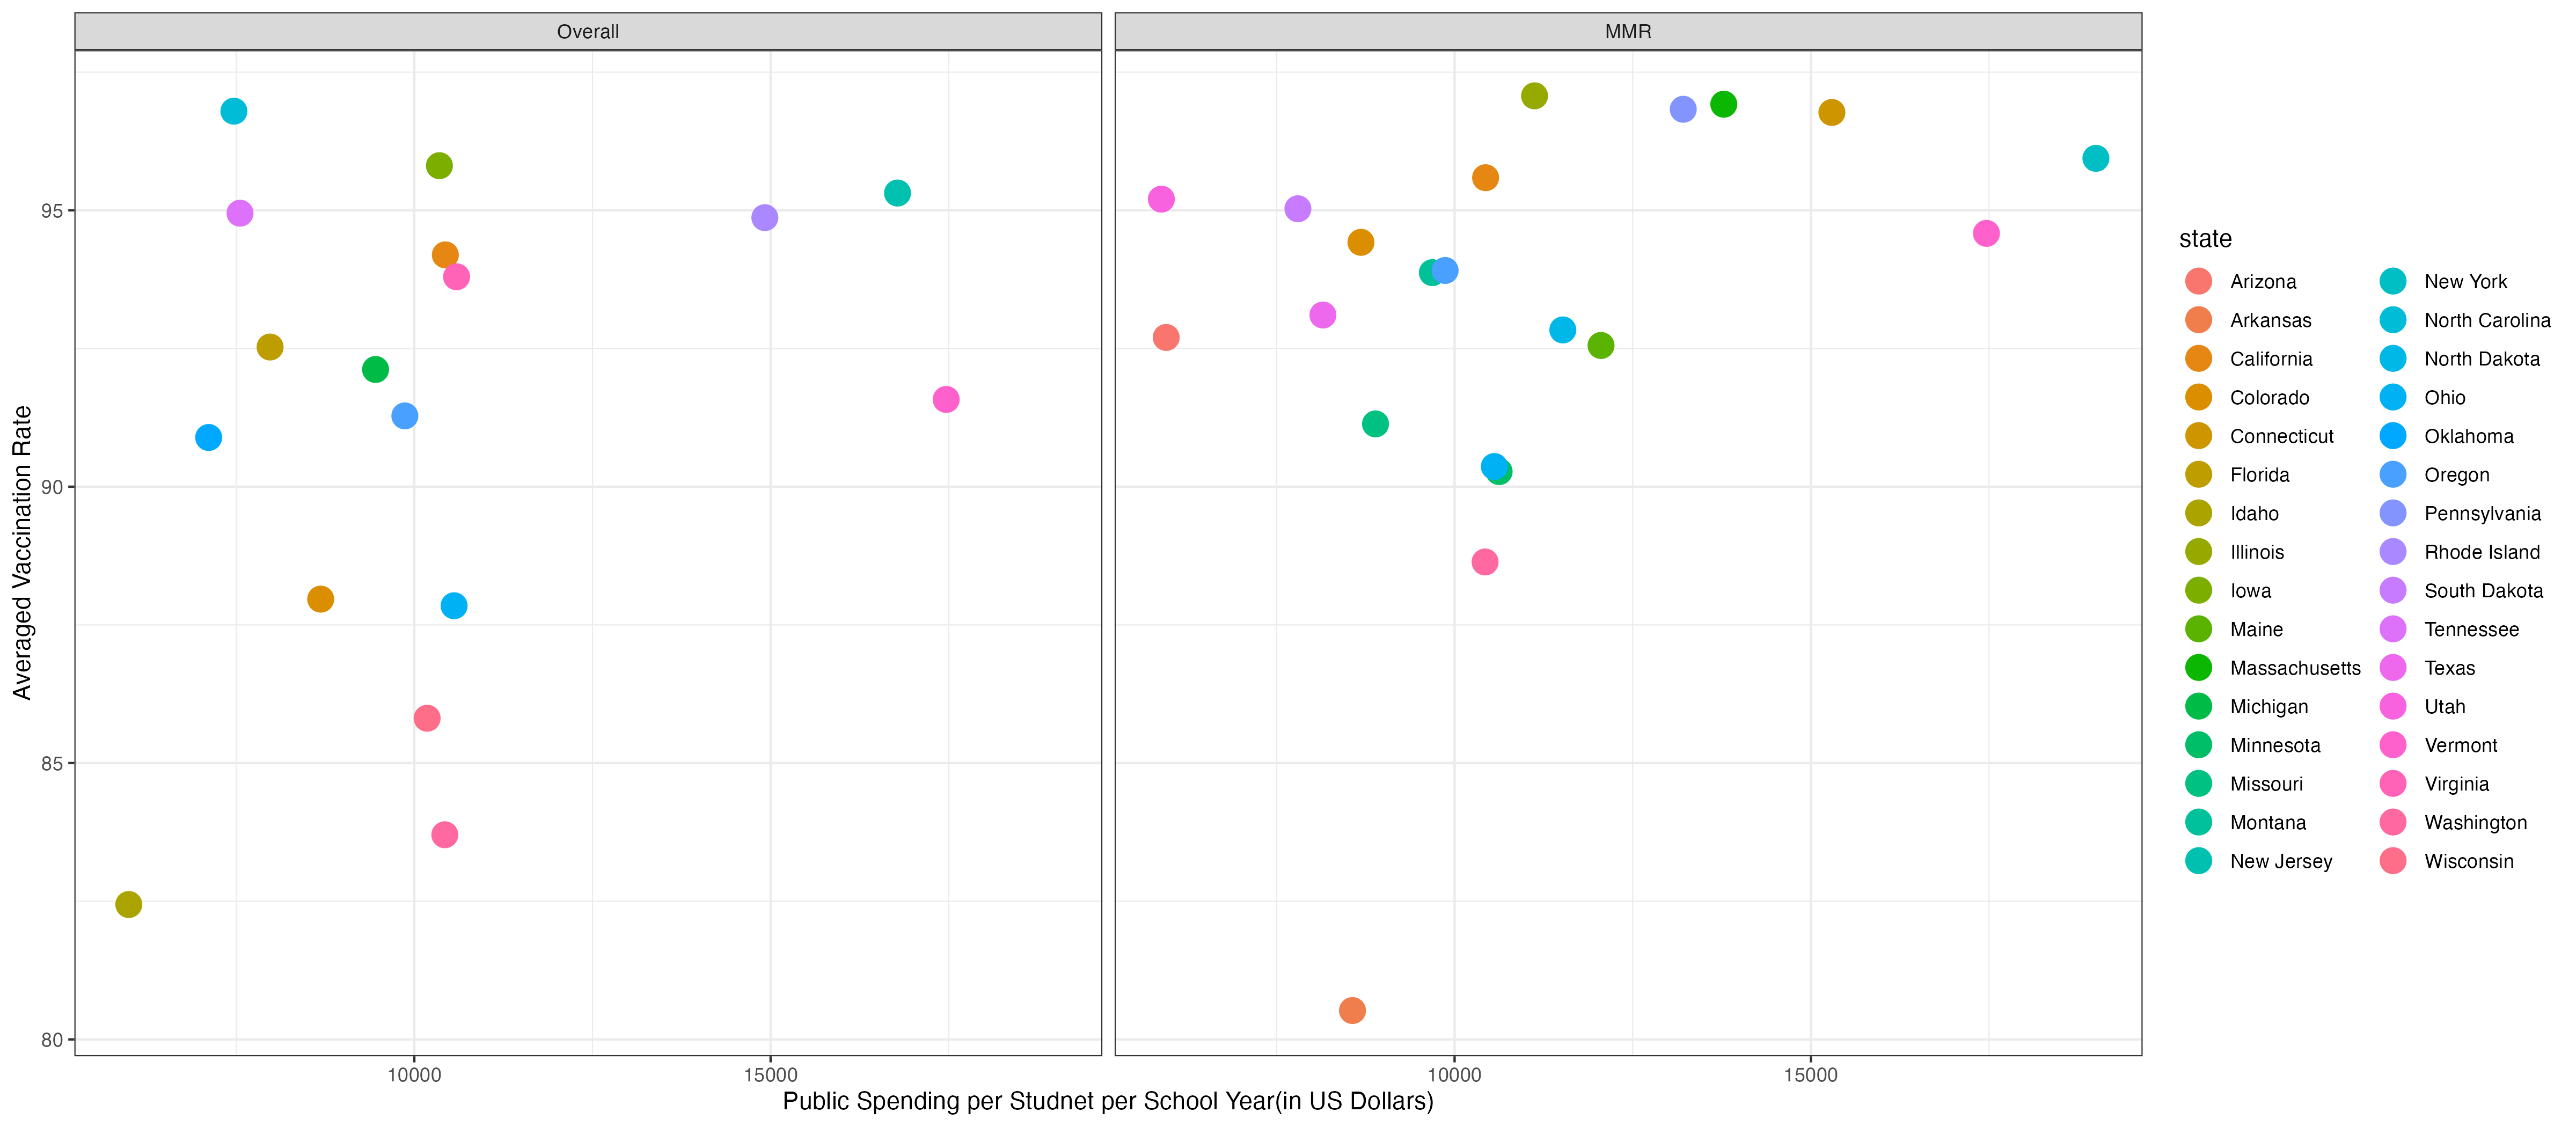 Overall
MMR
Averaged Vaccination Rate
95
90
85
80
10000
15000
10000
15000
Public Spending per Studnet per School Year(in US Dollars)
state
Arizona
Arkansas
California
Colorado
Connecticut
Florida
Idaho
Illinois
Iowa
Maine
Massachusetts
Michigan
Minnesota
Missouri
Montana
New Jersey
New York
North Carolina
North Dakota
Ohio
Oklahoma
Oregon
Pennsylvania
Rhode Island
South Dakota
Tennessee
Texas
Utah
Vermont
Virginia
Washington
Wisconsin